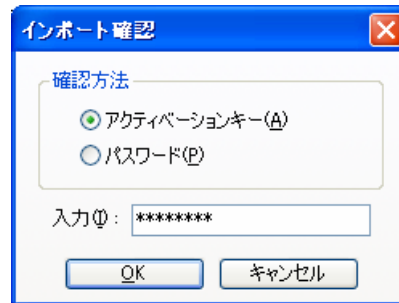 インポート確認
確認方法
アクティベーションキー(A)
パスワード(P)
入力(I): ********
OK キャンセル